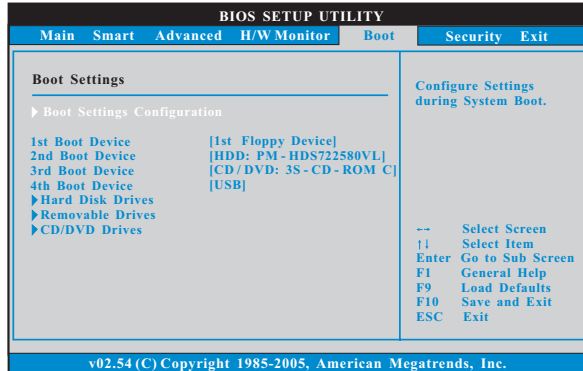 BIOS SETUP UTILITY
Main Smart Advanced H/W Monitor Boot Security Exit
Boot Settings
Boot Settings Configuration
1st Boot Device [1st Floppy Device]
2nd Boot Device [HDD: PM - HDS722580VL]
3rd Boot Device [CD / DVD: 3S - CD - ROM C]
4th Boot Device [USB]
Hard Disk Drives
Removable Drives
CD/DVD Drives
Configure Settings
during System Boot.
←→ Select Screen
↑↓ Select Item
Enter Go to Sub Screen
F1 General Help
F9 Load Defaults
F10 Save and Exit
ESC Exit
v02.54 (C) Copyright 1985-2005, American Megatrends, Inc.